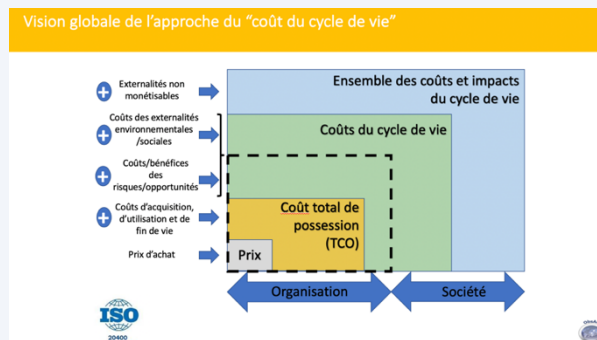 Vision globale de l'approche du "coût du cycle de vie"
Externalités non
monétisables
Coûts des externalités
environnementales
/sociales
Coûts/bénéfices
des
risques/opportunités
Coûts d'acquisition,
d'utilisation et de
fin de vie
Prix d'achat
Ensemble des coûts et impacts
du cycle de vie
Coûts du cycle de vie
Coût total de
possession
(TCO)
Prix
Organisation
Société
ISO
20400